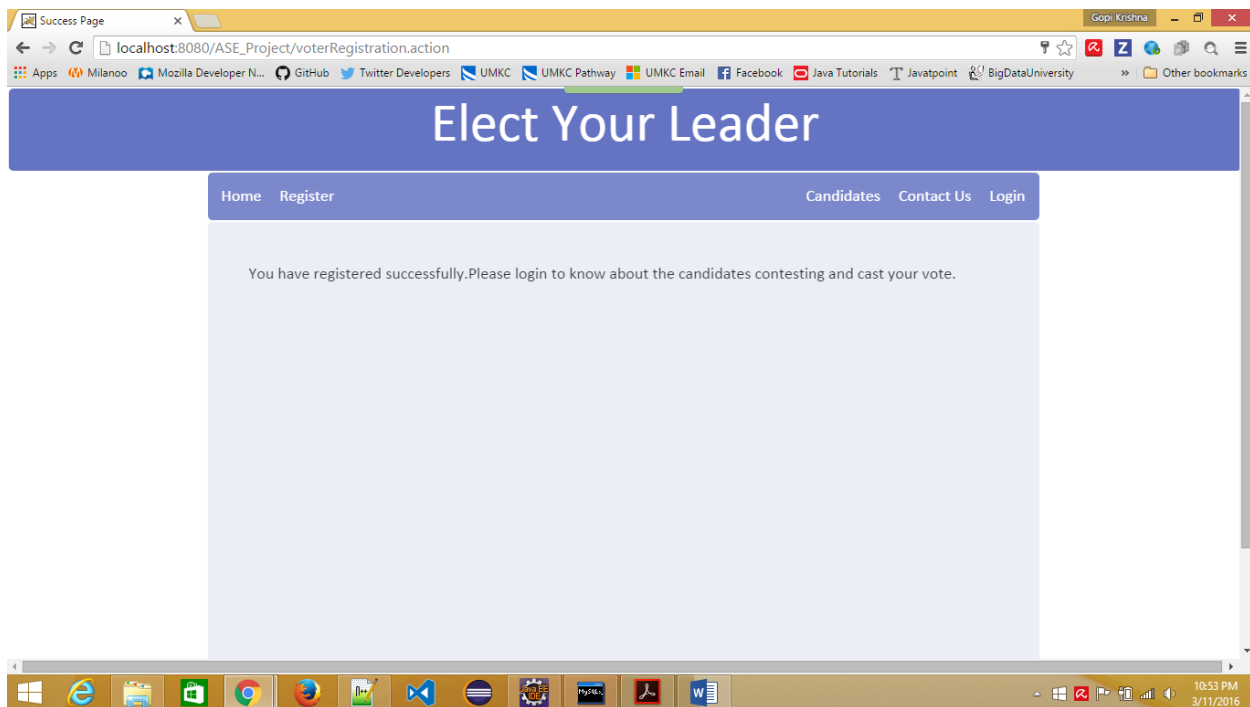 Success Page
Gopi Krishna
localhost:8080/ASE_Project/voterRegistration.action
Apps Milanoo Mozilla Developer N... GitHub Twitter Developers UMKC UMKC Pathway UMKC Email Facebook Java Tutorials Javatpoint BigDataUniversity » Other bookmarks
Elect Your Leader
Home Register Candidates Contact Us Login
You have registered successfully.Please login to know about the candidates contesting and cast your vote.
10:53 PM
3/11/2016